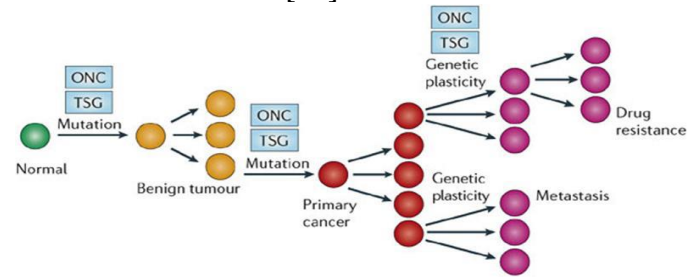 ONC
TSG
Mutation
Normal
Benign tumour
ONC
TSG
Mutation
Primary
cancer
ONC
TSG
Genetic
plasticity
Drug
resistance
Genetic
plasticity
Metastasis